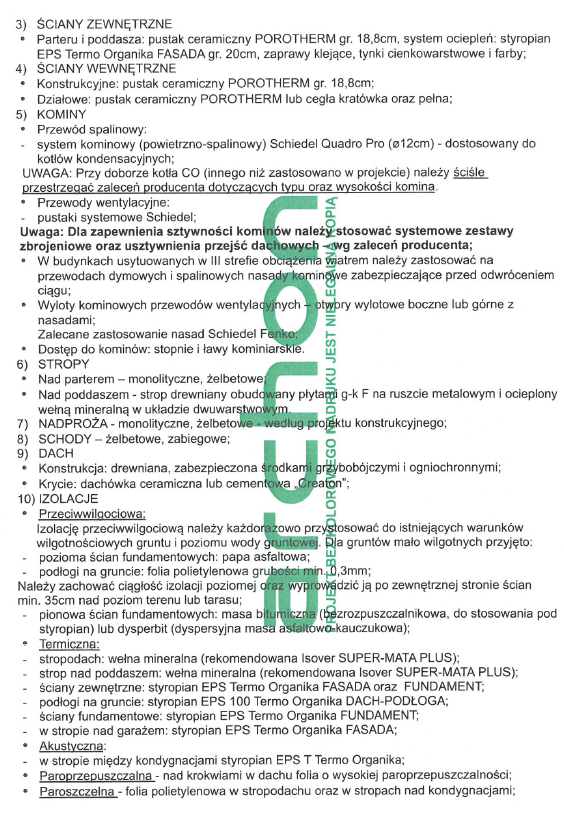 3) ŚCIANY ZEWNĘTRZNE
• Parteru i poddasza: pustak ceramiczny POROTHERM gr. 18,8cm, system ociepleń: styropian
EPS Termo Organika FASADA gr. 20cm, zaprawy klejące, tynki cienkowarstwowe i farby;
4) ŚCIANY WEWNĘTRZNE
• Konstrukcyjne: pustak ceramiczny POROTHERM gr. 18,8cm;
• Działowe: pustak ceramiczny POROTHERM lub cegła kratówka oraz pełna;
5) KOMINY
• Przewód spalinowy:
- system kominowy (powietrzno-spalinowy) Schiedel Quadro Pro (ø12cm) - dostosowany do
kotłów kondensacyjnych;
UWAGA: Przy doborze kotła CO (innego niż zastosowano w projekcie) należy ściśle
przestrzegać zaleceń producenta dotyczących typu oraz wysokości komina.
• Przewody wentylacyjne:
- pustaki systemowe Schiedel;
Uwaga: Dla zapewnienia sztywności kominów należy stosować systemowe zestawy
zbrojeniowe oraz usztywnienia przejść dachowych – wg zaleceń producenta;
• W budynkach usytuowanych w III strefie obciążenia wiatrem należy zastosować na
przewodach dymowych i spalinowych nasady kominowe zabezpieczające przed odwróceniem
ciągu;
• Wyloty kominowych przewodów wentylacyjnych – otwory wylotowe boczne lub górne z
nasadami;
Zalecane zastosowanie nasad Schiedel Fenko;
• Dostęp do kominów: stopnie i ławy kominiarskie.
6) STROPY
• Nad parterem – monolityczne, żelbetowe;
• Nad poddaszem - strop drewniany obudowany płytami g-k F na ruszcie metalowym i ocieplony
wełną mineralną w układzie dwuwarstwowym.
7) NADPROŻA - monolityczne, żelbetowe - według projektu konstrukcyjnego;
8) SCHODY – żelbetowe, zabiegowe;
9) DACH
• Konstrukcja: drewniana, zabezpieczona środkami grzybobójczymi i ogniochronnymi;
• Krycie: dachówka ceramiczna lub cementowa „Creaton”;
10) IZOLACJE
• Przeciwwilgociowa:
Izolację przeciwwilgociową należy każdorazowo przystosować do istniejących warunków
wilgotnościowych gruntu i poziomu wody gruntowej. Dla gruntów mało wilgotnych przyjęto:
- pozioma ścian fundamentowych: papa asfaltowa;
- podłogi na gruncie: folia polietylenowa grubości min. 0,3mm;
Należy zachować ciągłość izolacji poziomej oraz wyprowadzić ją po zewnętrznej stronie ścian
min. 35cm nad poziom terenu lub tarasu;
- pionowa ścian fundamentowych: masa bitumiczna (bezrozpuszczalnikowa, do stosowania pod
styropian) lub dysperbit (dyspersyjna masa asfaltowo-kauczukowa);
• Termiczna:
- stropodach: wełna mineralna (rekomendowana Isover SUPER-MATA PLUS);
- strop nad poddaszem: wełna mineralna (rekomendowana Isover SUPER-MATA PLUS);
- ściany zewnętrzne: styropian EPS Termo Organika FASADA oraz FUNDAMENT;
- podłogi na gruncie: styropian EPS 100 Termo Organika DACH-PODŁOGA;
- ściany fundamentowe: styropian EPS Termo Organika FUNDAMENT;
- w stropie nad garażem: styropian EPS Termo Organika FASADA;
• Akustyczna:
- w stropie między kondygnacjami styropian EPS T Termo Organika;
• Paroprzepuszczalna - nad krokwiami w dachu folia o wysokiej paroprzepuszczalności;
• Paroszczelna - folia polietylenowa w stropodachu oraz w stropach nad kondygnacjami;
archon
PROJEKT BEZ KOLOROWEGO NADRUKU JEST NIELEGALNĄ KOPIĄ